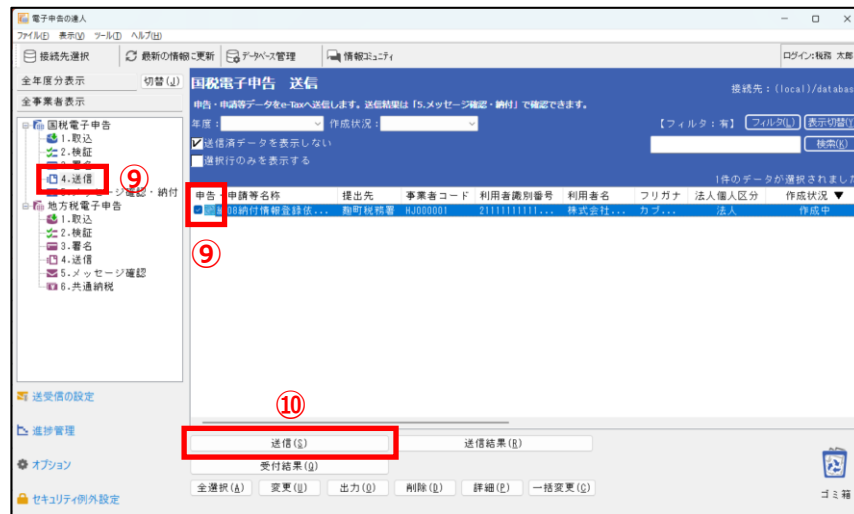 電子申告の達人
ファイル(F) 表示(V) ツール(T) ヘルプ(H)
接続先選択 最新の情報に更新 データベース管理 情報コミュニティ ログイン:税務 太郎
全年度分表示 切替(J)
全事業者表示
国税電子申告
1.取込
2.検証
4.送信
⑨
メッセージ確認・納付
地方税電子申告
1.取込
2.検証
3.署名
4.送信
5.メッセージ確認
6.共通納税
送受信の設定
進捗管理
オプション
セキュリティ例外設定
国税電子申告 送信
接続先:(local)/databas
申告・申請等データをe-Taxへ送信します。送信結果は「5.メッセージ確認・納付」で確認できます。
年度: 作成状況: 【フィルタ:有】 フィルタ(L) 表示切替(Y
送信済データを表示しない 検索(K)
選択行のみを表示する
1件のデータが選択されまし
申告・申請等名称 提出先 事業者コード 利用者識別番号 利用者名 フリガナ 法人個人区分 作成状況 ▼
08納付情報登録依... 麹町税務署 HJ000001 21111111111... 株式会社... カブ... 法人 作成中
⑨
⑩
送信(S) 送信結果(R)
受付結果(Q)
全選択(A) 変更(U) 出力(O) 削除(D) 詳細(P) 一括変更(C)
ゴミ箱